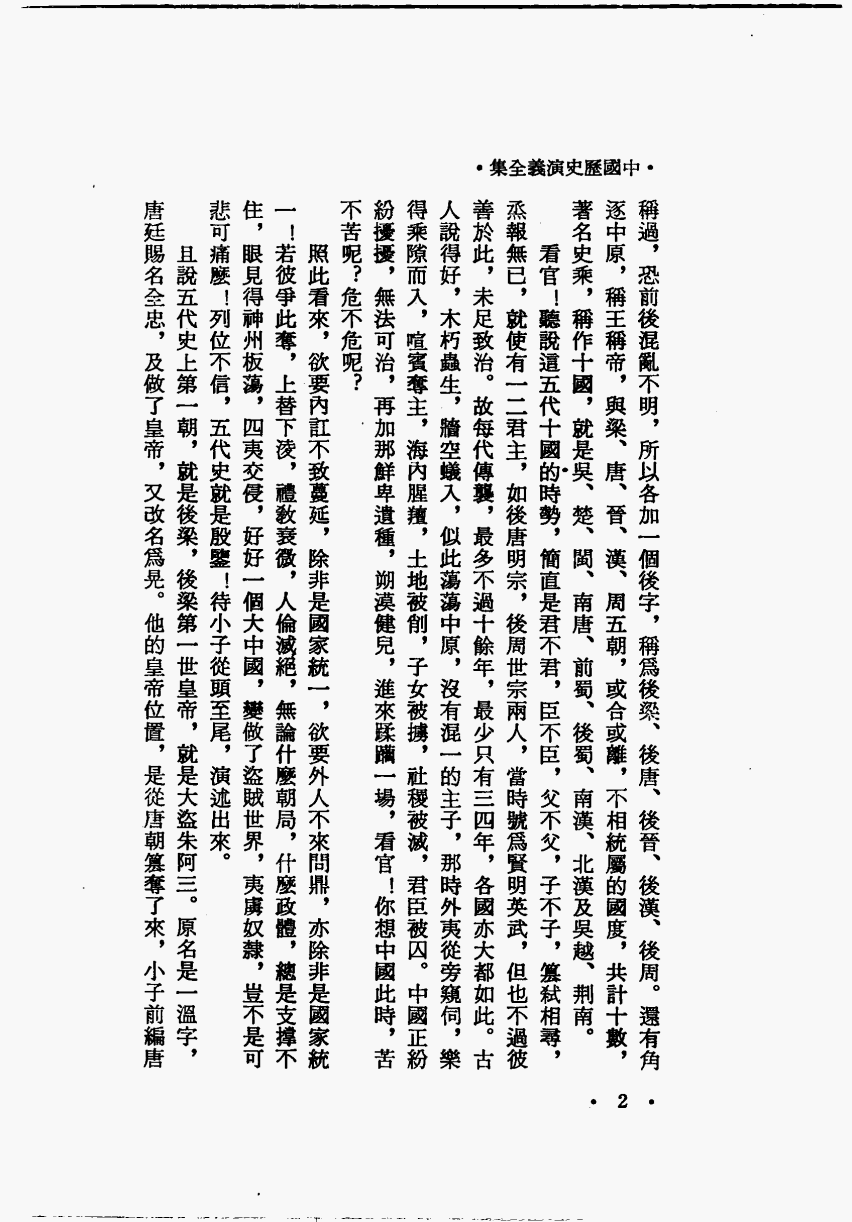 •中國歷史演義全集•
稱過，恐前後混亂不明，所以各加一個後字，稱爲後梁、後唐、後晉、後漢、後周。還有角
逐中原，稱王稱帝，與梁、唐、晉、漢、周五朝，或合或離，不相統屬的國度，共計十數，
著名史乘，稱作十國，就是吳、楚、閩、南唐、前蜀、後蜀、南漢、北漢及吳越、荆南。
看官！聽說這五代十國的時勢，簡直是君不君，臣不臣，父不父，子不子，篡弒相尋，
烝報無已，就使有一二君主，如後唐明宗，後周世宗兩人，當時號爲賢明英武，但也不過彼
善於此，未足致治。故每代傳襲，最多不過十餘年，最少只有三四年，各國亦大都如此。古
人說得好，木朽蟲生，牆空蟻入，似此蕩蕩中原，沒有混一的主子，那時外夷從旁窺伺，樂
得乘隙而入，喧賓奪主，海內腥羶，土地被削，子女被擄，社稷被滅，君臣被囚。中國正紛
紛擾擾，無法可治，再加那鮮卑遺種，朔漠健兒，進來蹂躪一場，看官！你想中國此時，苦
不苦呢？危不危呢？
照此看來，欲要內訌不致蔓延，除非是國家統一，欲要外人不來問鼎，亦除非是國家統
一！若彼爭此奪，上替下淩，禮敎衰微，人倫滅絕，無論什麼朝局，什麼政體，總是支撐不
住，眼見得神州板蕩，四夷交侵，好好一個大中國，變做了盜賊世界，夷虜奴隸，豈不是可
悲可痛麼！列位不信，五代史就是殷鑒！待小子從頭至尾，演述出來。
且說五代史上第一朝，就是後梁，後梁第一世皇帝，就是大盜朱阿三。原名是一溫字，
唐廷賜名全忠，及做了皇帝，又改名爲晃。他的皇帝位置，是從唐朝篡奪了來，小子前編唐
• 2 •